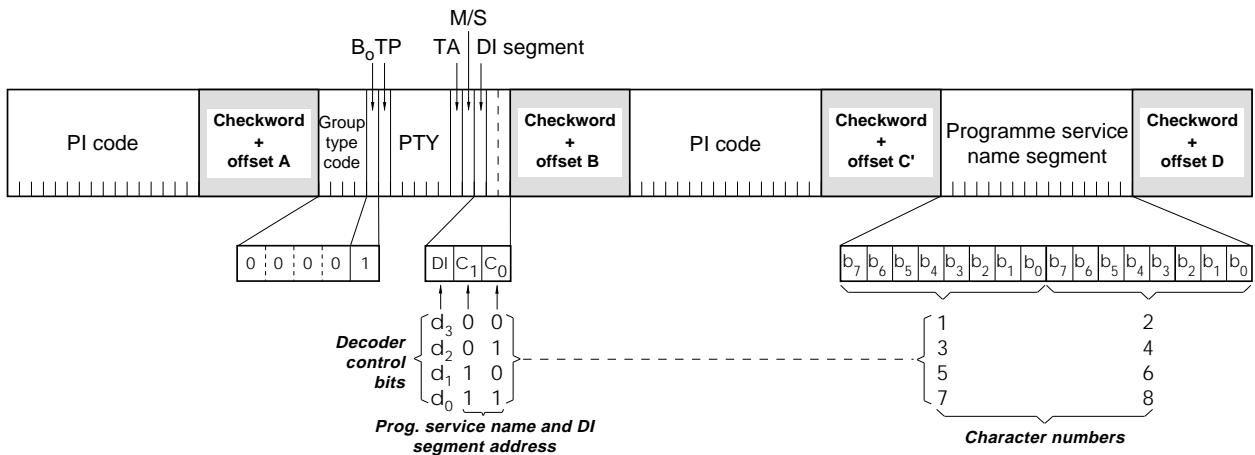 M/S
B₀TP TA DI segment
PI code
Checkword
+
offset A
Group
type
code
PTY
Checkword
+
offset B
PI code
Checkword
+
offset C'
Programme service
name segment
Checkword
+
offset D
0 0 0 0 1
DI C₁ C₀
b₇ b₆ b₅ b₄ b₃ b₂ b₁ b₀ b₇ b₆ b₅ b₄ b₃ b₂ b₁ b₀
Decoder
control
bits
d₃ 0 0
d₂ 0 1
d₁ 1 0
d₀ 1 1
1 2
3 4
5 6
7 8
Prog. service name and DI
segment address
Character numbers